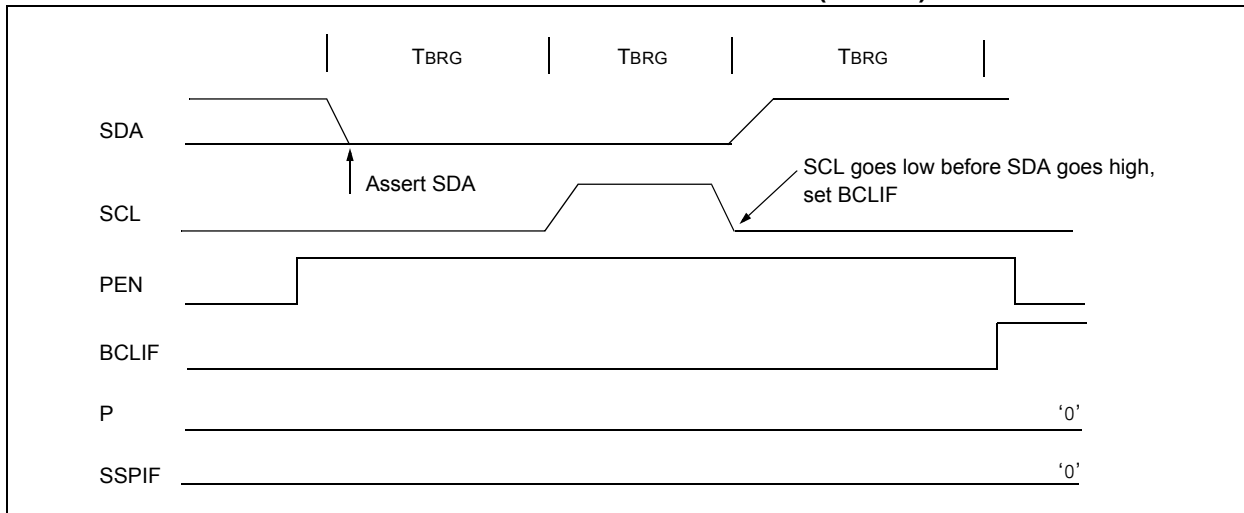 TBRG TBRG TBRG
SDA
Assert SDA
SCL goes low before SDA goes high,
set BCLIF
SCL
PEN
BCLIF
P
‘0’
SSPIF
‘0’